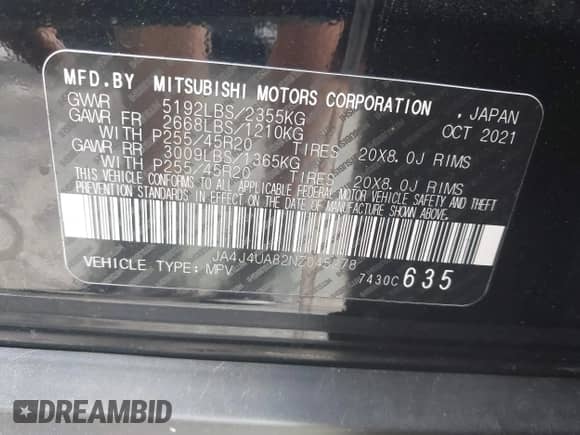 MFD.BY MITSUBISHI MOTORS CORPORATION , JAPAN
GVWR 5192LBS/2355KG OCT 2021
GAWR FR 2668LBS/1210KG
WITH P255/45R20 TIRES 20X8.0J RIMS
GAWR RR 3009LBS/1365KG
WITH P255/45R20 TIRES 20X8.0J RIMS
THIS VEHICLE CONFORMS TO ALL APPLICABLE FEDERAL MOTOR VEHICLE SAFETY AND THEFT
PREVENTION STANDARDS IN EFFECT ON THE DATE OF MANUFACTURE SHOWN ABOVE.
VEHICLE TYPE: MPV 7430C 635
DREAMBID